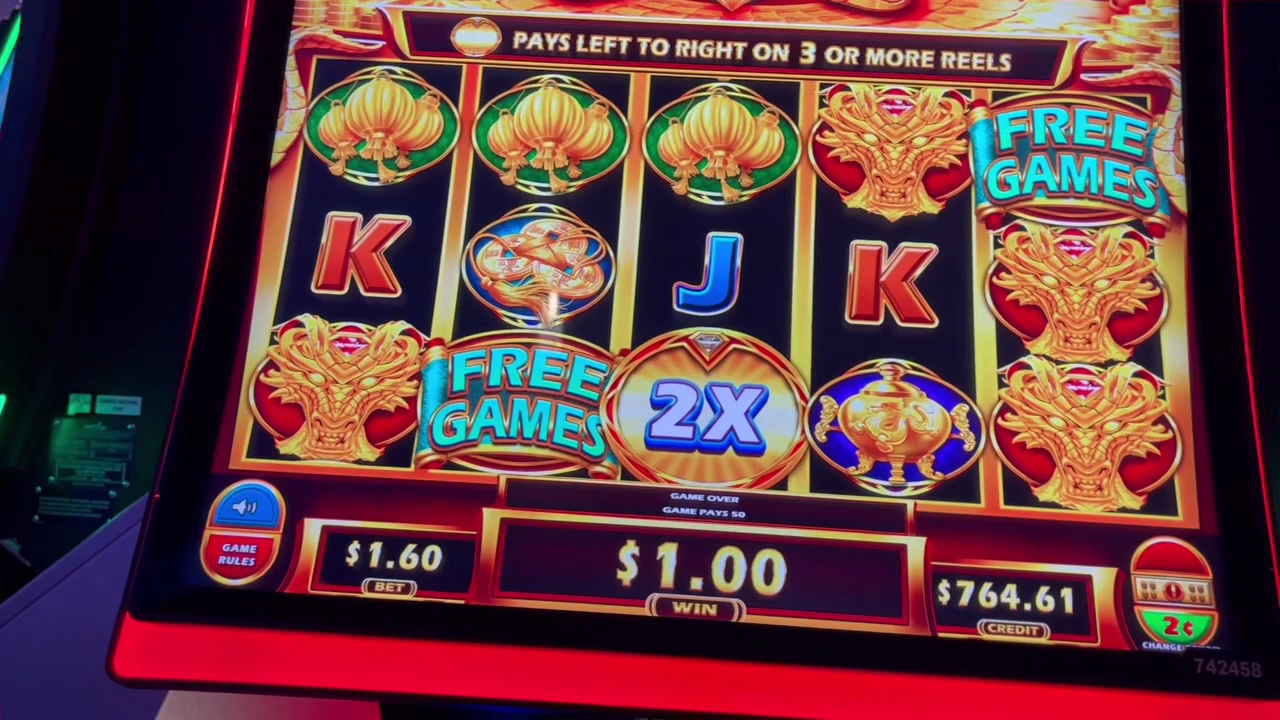 PAYS LEFT TO RIGHT ON 3 OR MORE REELS
FREE
GAMES
K
J
K
FREE
GAMES
2X
GAME OVER
GAME PAYS 50
GAME
RULES
$1.60
BET
$1.00
WIN
$764.61
CREDIT
2¢
742458